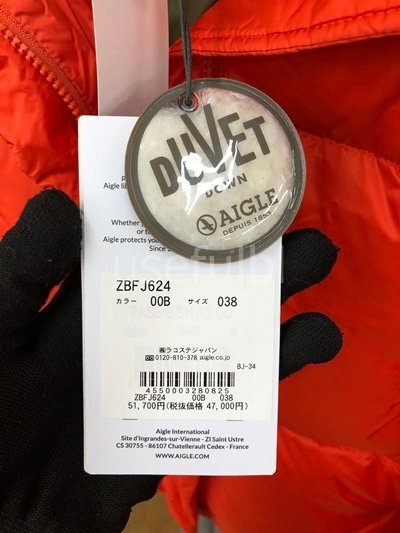 DUVET
DOWN
AIGLE
DEPUIS 1853
Aigle
Whether
or
Aigle protects
Since
usefulbi
ZBFJ624
カラー 00B サイズ 038
㈱ラコステジャパン
0120-810-378 aigle.co.jp
BJ-34
4550003280825
ZBFJ624 00B 038
51,700円(税抜価格 47,000円)
Aigle International
Site d'Ingrandes-sur-Vienne - ZI Saint Ustre
CS 30755 - 86107 Chatellerault Cedex - France
WWW.AIGLE.COM